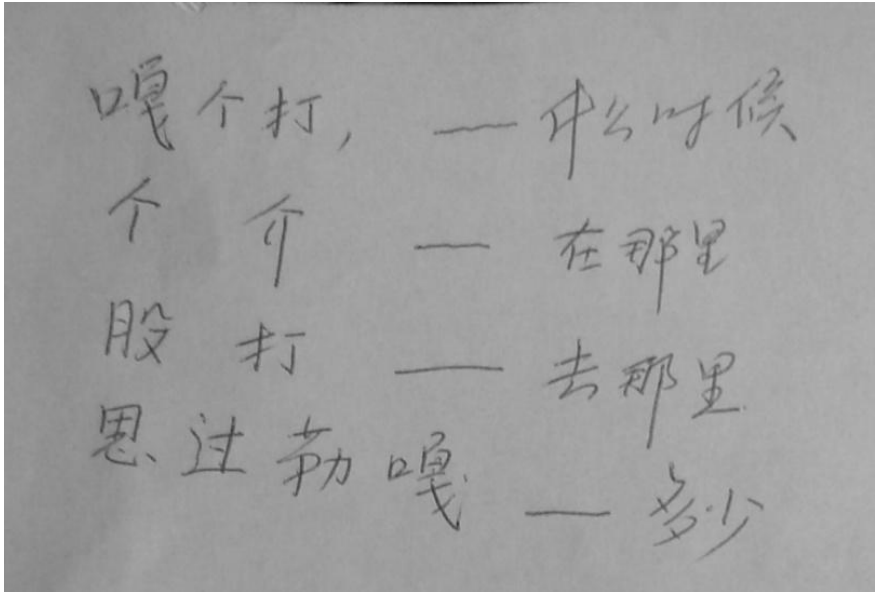 嘎个打, — 什么时候
个介 — 在那里
股打 — 去那里
思过勒嘎 — 多少